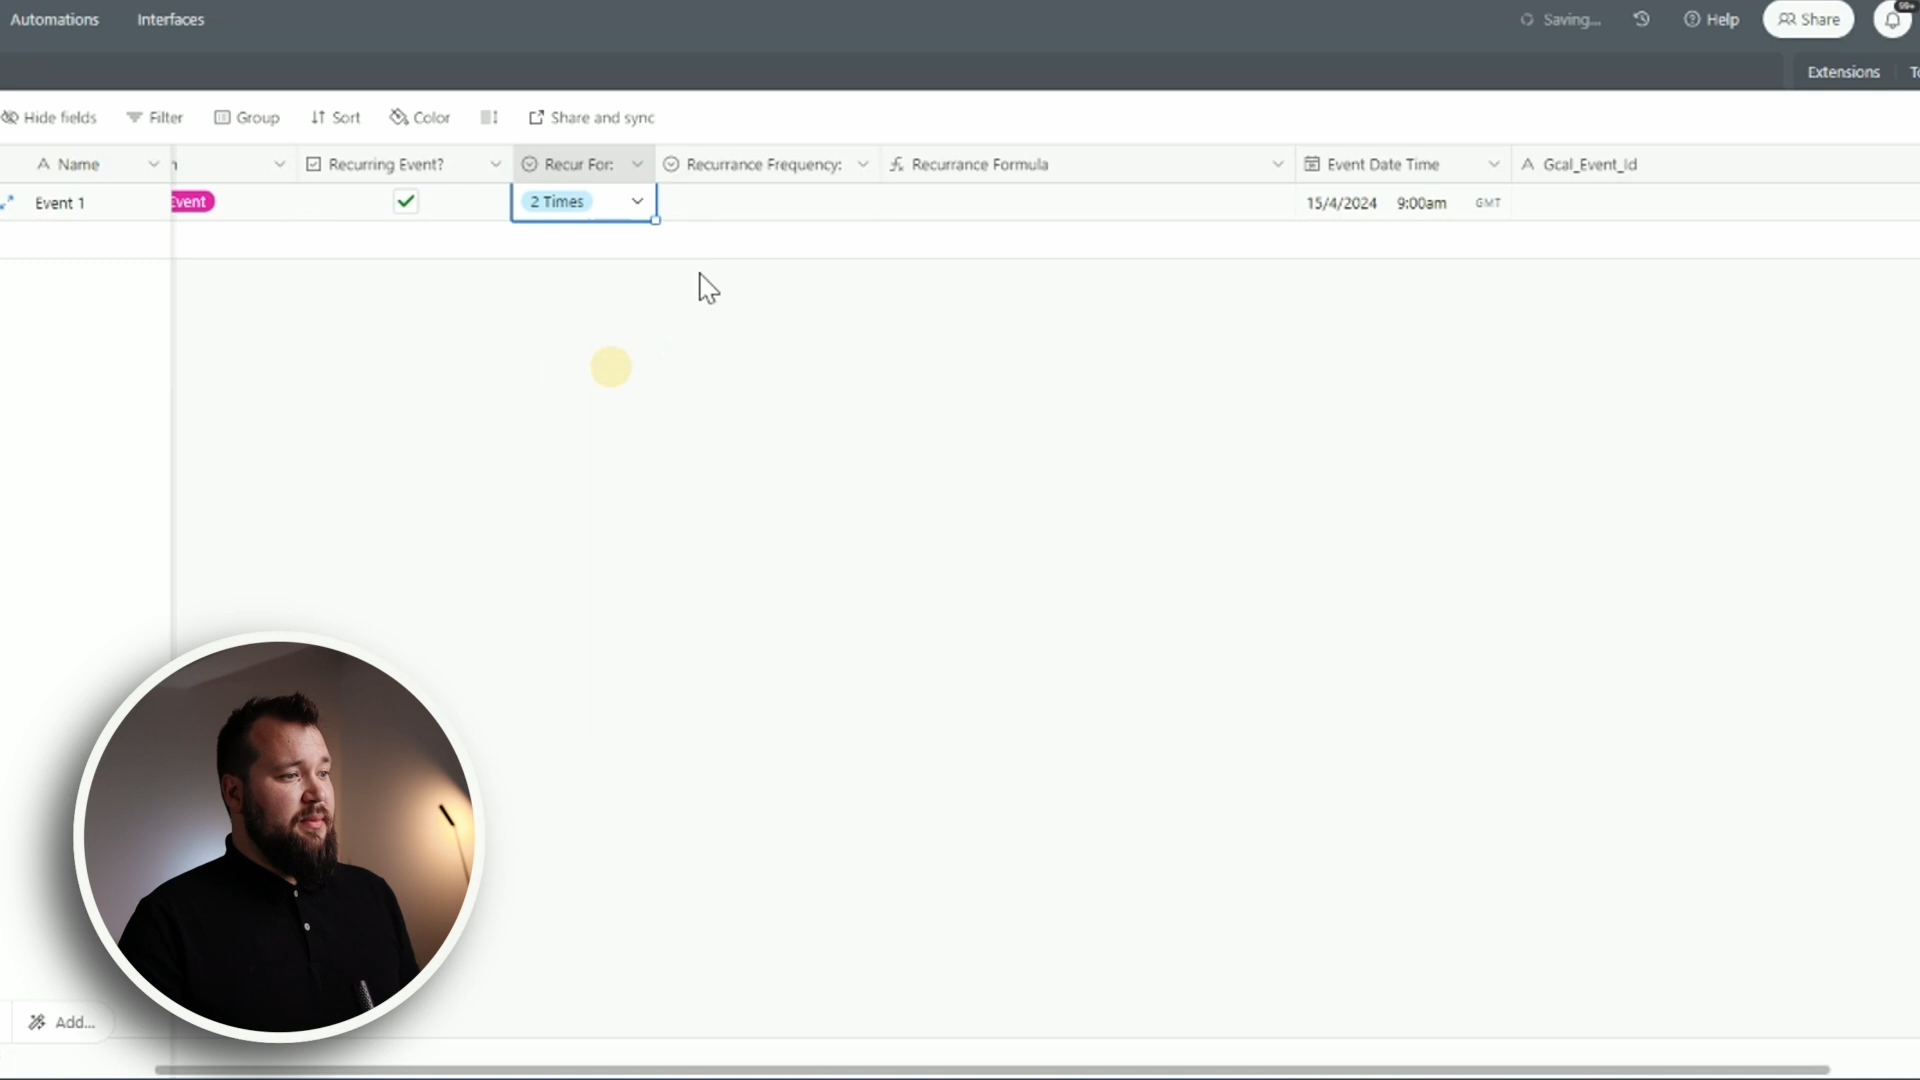 Automations Interfaces Saving... Help Share 99+
Extensions
Hide fields Filter Group Sort Color Share and sync
Name Recurring Event? Recur For: Recurrance Frequency: Recurrance Formula Event Date Time Gcal_Event_Id
Event 1 Event 2 Times 15/4/2024 9:00am GMT
Add...